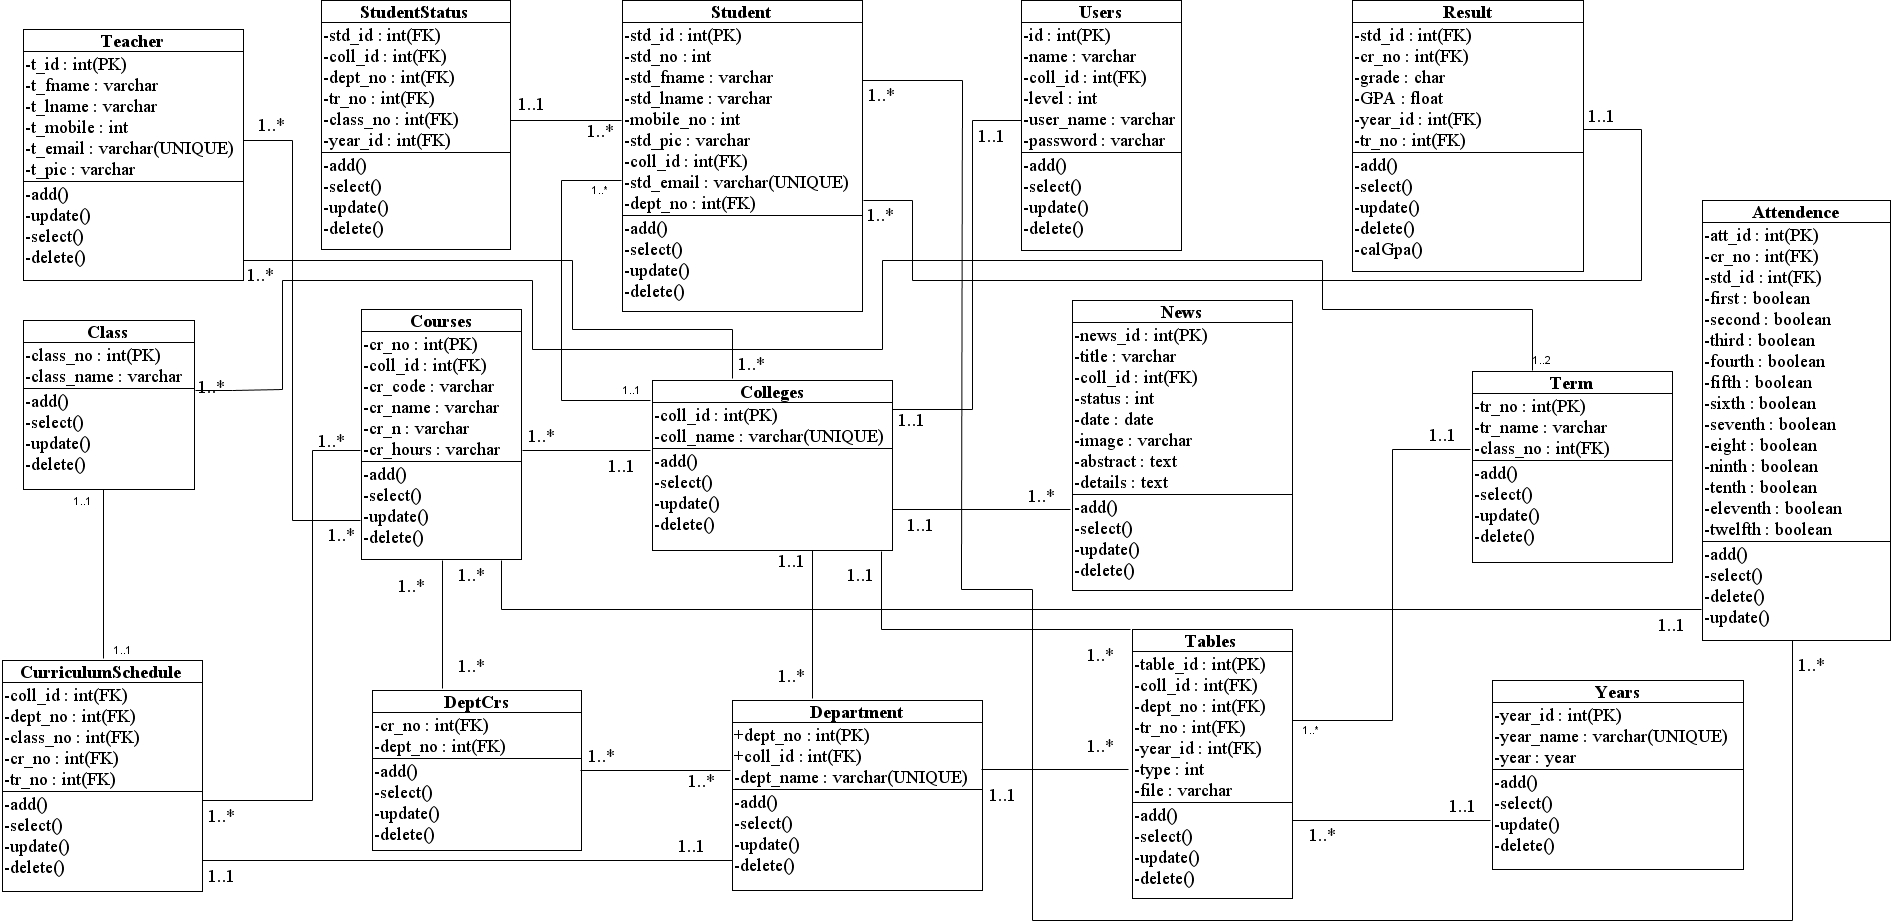 Teacher
-t_id : int(PK)
-t_fname : varchar
-t_lname : varchar
-t_mobile : int
-t_email : varchar(UNIQUE)
-t_pic : varchar
-add()
-update()
-select()
-delete()
1..*
1..*
StudentStatus
-std_id : int(FK)
-coll_id : int(FK)
-dept_no : int(FK)
-tr_no : int(FK)
-class_no : int(FK)
-year_id : int(FK)
-add()
-select()
-update()
-delete()
1..1
1..*
Student
-std_id : int(PK)
-std_no : int
-std_fname : varchar
-std_lname : varchar
-mobile_no : int
-std_pic : varchar
-coll_id : int(FK)
-std_email : varchar(UNIQUE)
-dept_no : int(FK)
-add()
-select()
-update()
-delete()
1..*
1..*
1..*
Users
-id : int(PK)
-name : varchar
-coll_id : int(FK)
-level : int
-user_name : varchar
-password : varchar
-add()
-select()
-update()
-delete()
1..1
Result
-std_id : int(FK)
-cr_no : int(FK)
-grade : char
-GPA : float
-year_id : int(FK)
-tr_no : int(FK)
-add()
-select()
-update()
-delete()
-calGpa()
1..1
Attendence
-att_id : int(PK)
-cr_no : int(FK)
-std_id : int(FK)
-first : boolean
-second : boolean
-third : boolean
-fourth : boolean
-fifth : boolean
-sixth : boolean
-seventh : boolean
-eight : boolean
-ninth : boolean
-tenth : boolean
-eleventh : boolean
-twelfth : boolean
-add()
-select()
-delete()
-update()
1..1
1..*
Class
-class_no : int(PK)
-class_name : varchar
-add()
-select()
-update()
-delete()
1..*
1..1
Courses
-cr_no : int(PK)
-coll_id : int(FK)
-cr_code : varchar
-cr_name : varchar
-cr_n : varchar
-cr_hours : varchar
-add()
-select()
-update()
-delete()
1..*
1..*
1..*
1..*
1..*
Colleges
-coll_id : int(PK)
-coll_name : varchar(UNIQUE)
-add()
-select()
-update()
-delete()
1..*
1..1
1..1
1..1
1..1
1..1
1..1
News
-news_id : int(PK)
-title : varchar
-coll_id : int(FK)
-status : int
-date : date
-image : varchar
-abstract : text
-details : text
-add()
-select()
-update()
-delete()
1..*
Term
-tr_no : int(PK)
-tr_name : varchar
-class_no : int(FK)
-add()
-select()
-update()
-delete()
1..2
1..1
CurriculumSchedule
-coll_id : int(FK)
-dept_no : int(FK)
-class_no : int(FK)
-cr_no : int(FK)
-tr_no : int(FK)
-add()
-select()
-update()
-delete()
1..1
1..*
1..1
DeptCrs
-cr_no : int(FK)
-dept_no : int(FK)
-add()
-select()
-update()
-delete()
1..*
1..*
Department
+dept_no : int(PK)
+coll_id : int(FK)
-dept_name : varchar(UNIQUE)
-add()
-select()
-update()
-delete()
1..*
1..*
1..1
1..1
Tables
-table_id : int(PK)
-coll_id : int(FK)
-dept_no : int(FK)
-tr_no : int(FK)
-year_id : int(FK)
-type : int
-file : varchar
-add()
-select()
-update()
-delete()
1..*
1..*
1..*
1..*
Years
-year_id : int(PK)
-year_name : varchar(UNIQUE)
-year : year
-add()
-select()
-update()
-delete()
1..1